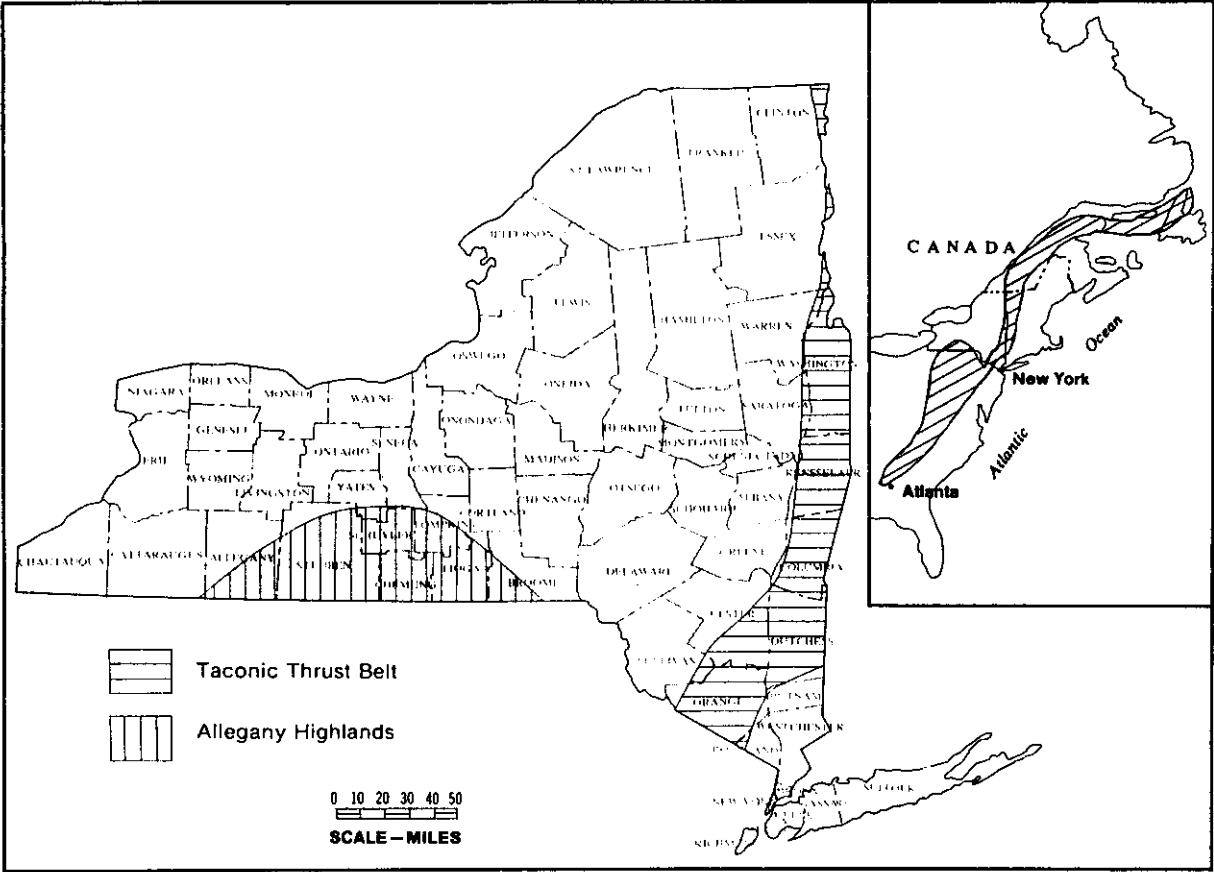 CLINTON
FRANKLIN
ST. LAWRENCE
JEFFERSON
ESSEX
CANADA
LEWIS
HAMILTON
WARREN
Ocean
OSWEGO
WASHINGTON
New York
NIAGARA
ORLEANS
MONROE
WAYNE
ONEIDA
FULTON
SARATOGA
GENESEE
ONONDAGA
HERKIMER
MONTGOMERY
ERIE
ONTARIO
SENECA
CAYUGA
MADISON
SCHENECTADY
RENSSELAER
Atlantic
WYOMING
LIVINGSTON
YATES
CHENANGO
OTSEGO
ALBANY
Atlanta
CORTLAND
SCHOHARIE
TOMPKINS
SCHUYLER
CHAUTAUQUA
CATTARAUGUS
ALLEGANY
STEUBEN
TIOGA
GREENE
CHEMUNG
BROOME
DELAWARE
COLUMBIA
ULSTER
DUTCHESS
SULLIVAN
Taconic Thrust Belt
ORANGE
PUTNAM
Allegany Highlands
WESTCHESTER
ROCKLAND
0 10 20 30 40 50
SCALE—MILES
NEW YORK
NASSAU
SUFFOLK